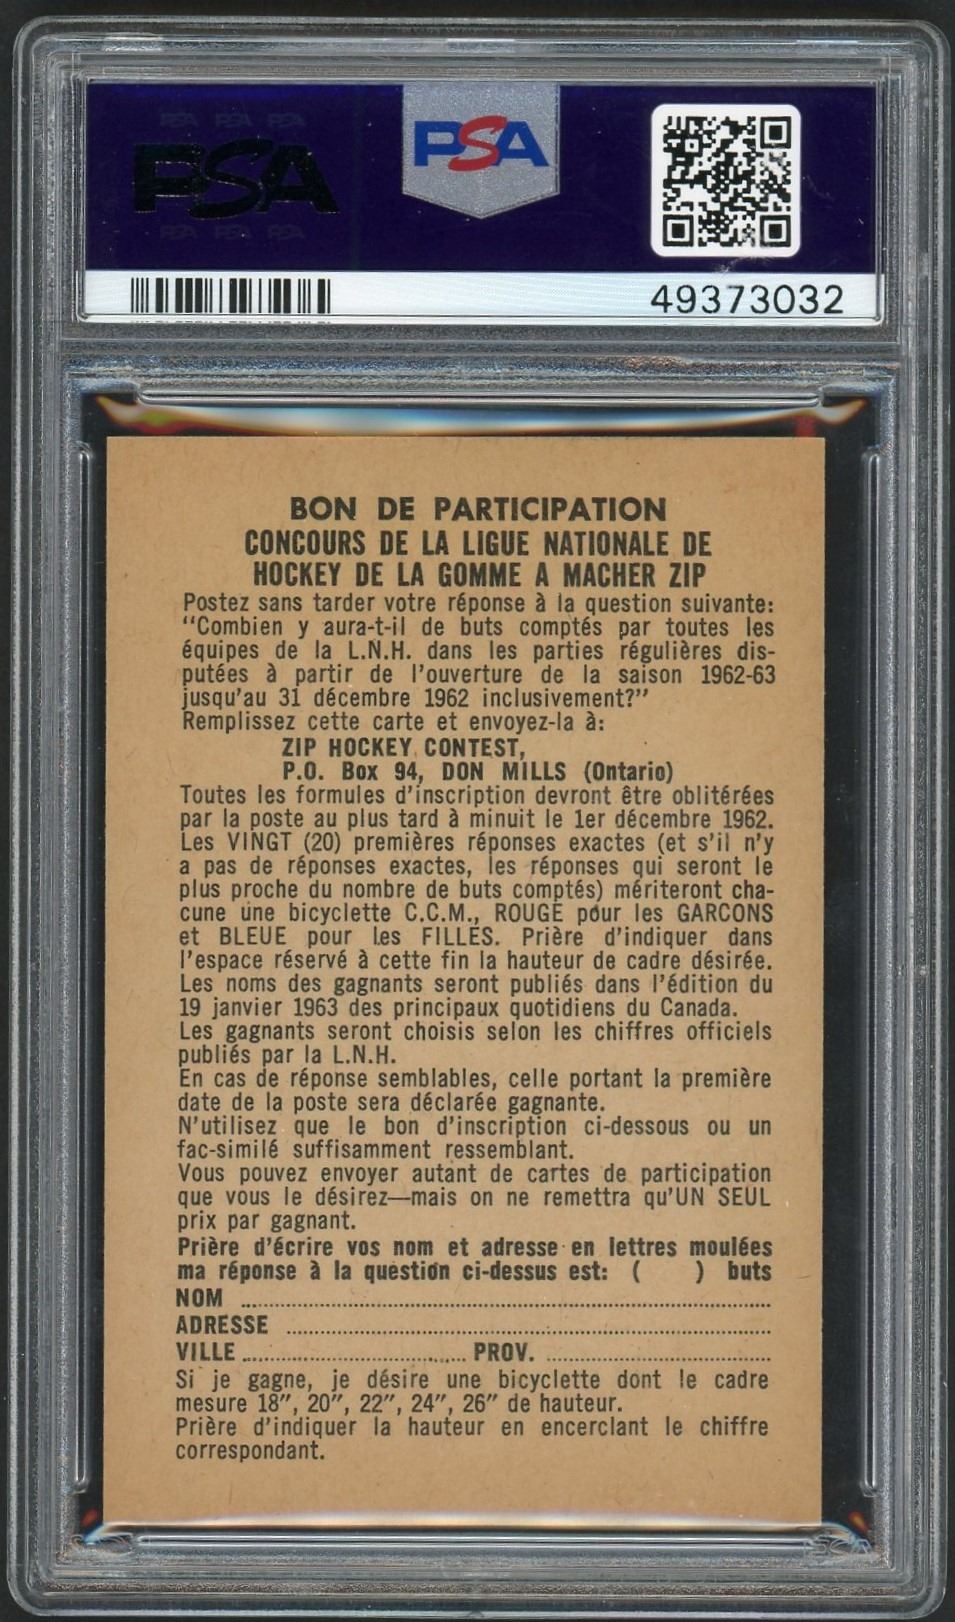 PSA PSA PSA
PSA
PSA PSA PSA
PSA
49373032
BON DE PARTICIPATION
CONCOURS DE LA LIGUE NATIONALE DE
HOCKEY DE LA GOMME A MACHER ZIP
Postez sans tarder votre réponse à la question suivante:
"Combien y aura-t-il de buts comptés par toutes les
équipes de la L.N.H. dans les parties régulières dis-
putées à partir de l'ouverture de la saison 1962-63
jusqu'au 31 décembre 1962 inclusivement?"
Remplissez cette carte et envoyez-la à:
ZIP HOCKEY CONTEST,
P.O. Box 94, DON MILLS (Ontario)
Toutes les formules d'inscription devront être oblitérées
par la poste au plus tard à minuit le 1er décembre 1962.
Les VINGT (20) premières réponses exactes (et s'il n'y
a pas de réponses exactes, les réponses qui seront le
plus proche du nombre de buts comptés) mériteront cha-
cune une bicyclette C.C.M., ROUGE pour les GARCONS
et BLEUE pour les FILLES. Prière d'indiquer dans
l'espace réservé à cette fin la hauteur de cadre désirée.
Les noms des gagnants seront publiés dans l'édition du
19 janvier 1963 des principaux quotidiens du Canada.
Les gagnants seront choisis selon les chiffres officiels
publiés par la L.N.H.
En cas de réponse semblables, celle portant la première
date de la poste sera déclarée gagnante.
N'utilisez que le bon d'inscription ci-dessous ou un
fac-similé suffisamment ressemblant.
Vous pouvez envoyer autant de cartes de participation
que vous le désirez—mais on ne remettra qu'UN SEUL
prix par gagnant.
Prière d'écrire vos nom et adresse en lettres moulées
ma réponse à la question ci-dessus est: (     ) buts
NOM ........................................
ADRESSE ........................................
VILLE .............................. PROV. ..............................
Si je gagne, je désire une bicyclette dont le cadre
mesure 18", 20", 22", 24", 26" de hauteur.
Prière d'indiquer la hauteur en encerclant le chiffre
correspondant.